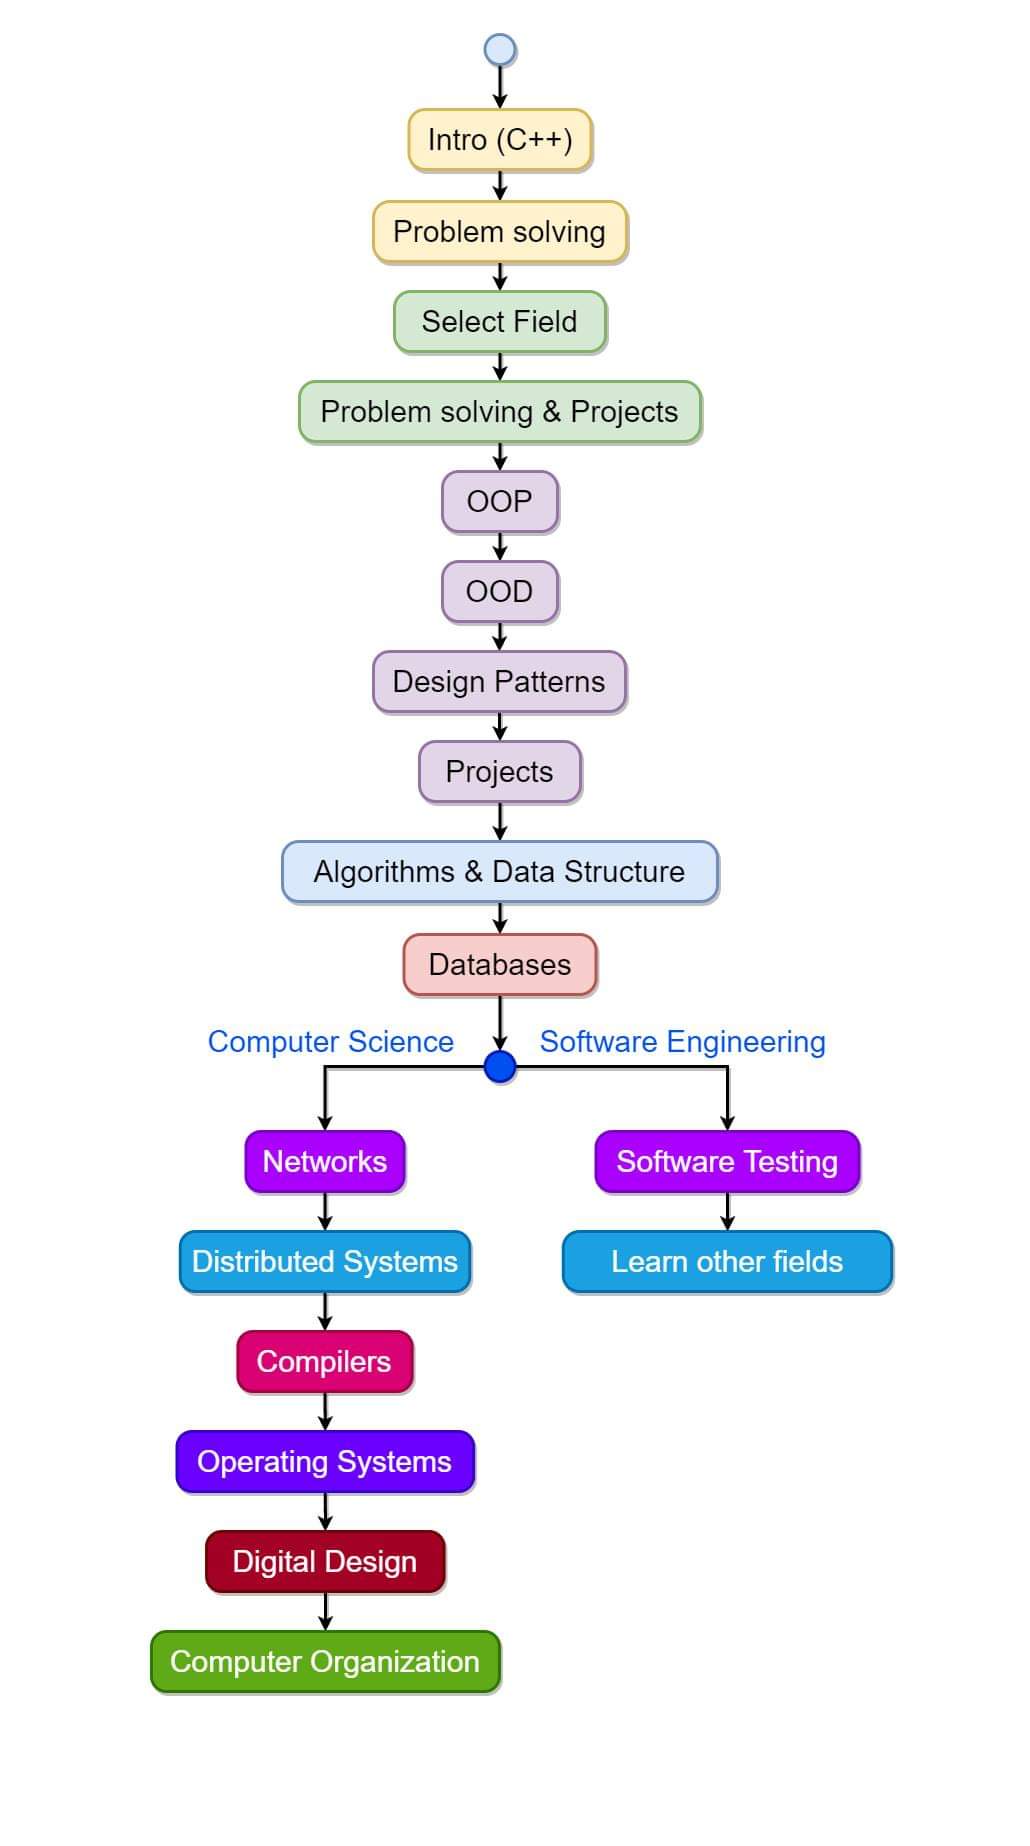 Intro (C++)
Problem solving
Select Field
Problem solving & Projects
OOP
OOD
Design Patterns
Projects
Algorithms & Data Structure
Databases
Computer Science
Software Engineering
Networks
Software Testing
Distributed Systems
Learn other fields
Compilers
Operating Systems
Digital Design
Computer Organization